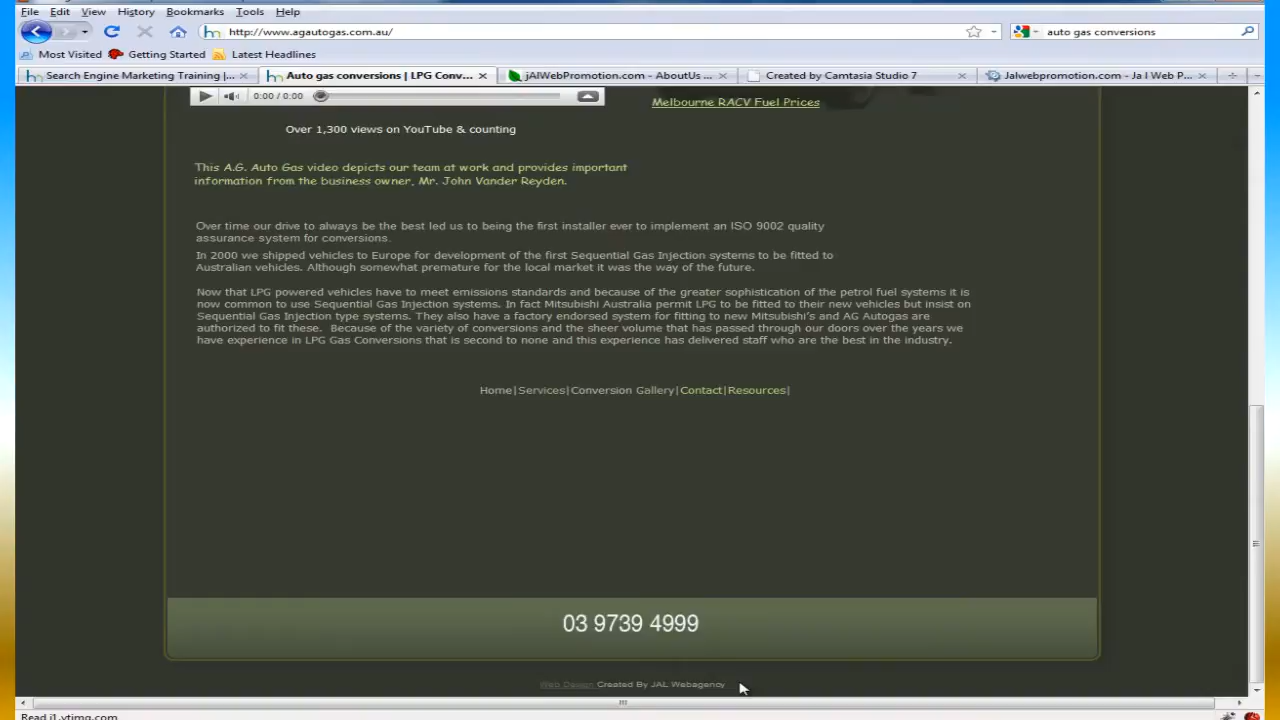 File Edit View History Bookmarks Tools Help
http://www.agautogas.com.au/
auto gas conversions
Most Visited Getting Started Latest Headlines
Search Engine Marketing Training |...
Auto gas conversions | LPG Conv...
jAlWebPromotion.com - AboutUs ...
Created by Camtasia Studio 7
Jalwebpromotion.com - Ja l Web P...
0:00 / 0:00
Melbourne RACV Fuel Prices
Over 1,300 views on YouTube & counting
This A.G. Auto Gas video depicts our team at work and provides important
information from the business owner, Mr. John Vander Reyden.
Over time our drive to always be the best led us to being the first installer ever to implement an ISO 9002 quality
assurance system for conversions.
In 2000 we shipped vehicles to Europe for development of the first Sequential Gas Injection systems to be fitted to
Australian vehicles. Although somewhat premature for the local market it was the way of the future.
Now that LPG powered vehicles have to meet emissions standards and because of the greater sophistication of the petrol fuel systems it is
now common to use Sequential Gas Injection systems. In fact Mitsubishi Australia permit LPG to be fitted to their new vehicles but insist on
Sequential Gas Injection type systems. They also have a factory endorsed system for fitting to new Mitsubishi's and AG Autogas are
authorized to fit these. Because of the variety of conversions and the sheer volume that has passed through our doors over the years we
have experience in LPG Gas Conversions that is second to none and this experience has delivered staff who are the best in the industry.
Home|Services|Conversion Gallery|Contact|Resources|
03 9739 4999
Web Design Created By JAL Webagency
Read i1.ytimg.com